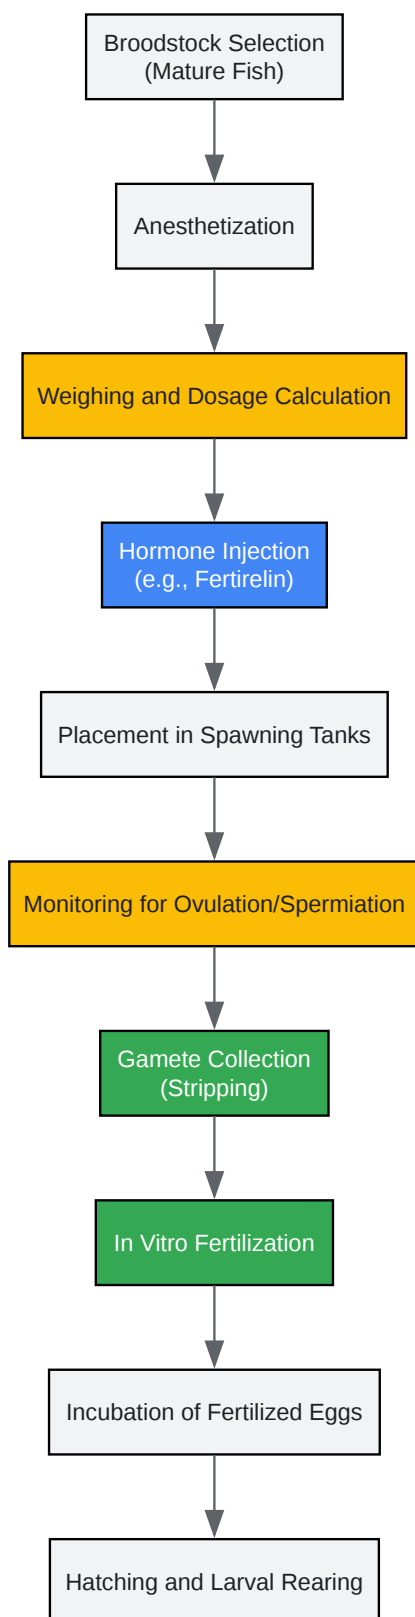 Broodstock Selection
(Mature Fish)
Anesthetization
Weighing and Dosage Calculation
Hormone Injection
(e.g., Fertirelin)
Placement in Spawning Tanks
Monitoring for Ovulation/Spermiation
Gamete Collection
(Stripping)
In Vitro Fertilization
Incubation of Fertilized Eggs
Hatching and Larval Rearing